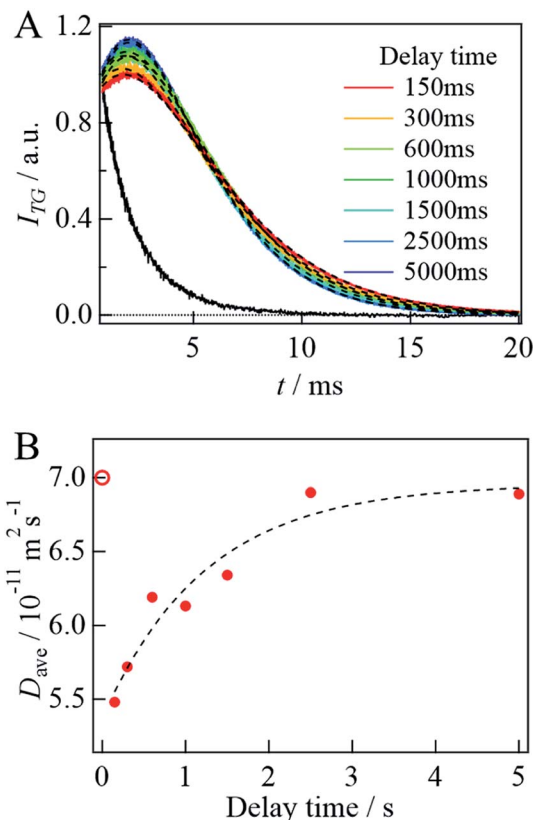 A
1.2
0.8
0.4
0.0
I_TG / a.u.
Delay time
150ms
300ms
600ms
1000ms
1500ms
2500ms
5000ms
5 10 15 20
t / ms
B
7.0
6.5
6.0
5.5
D_ave / 10⁻¹¹ m² s⁻¹
0 1 2 3 4 5
Delay time / s